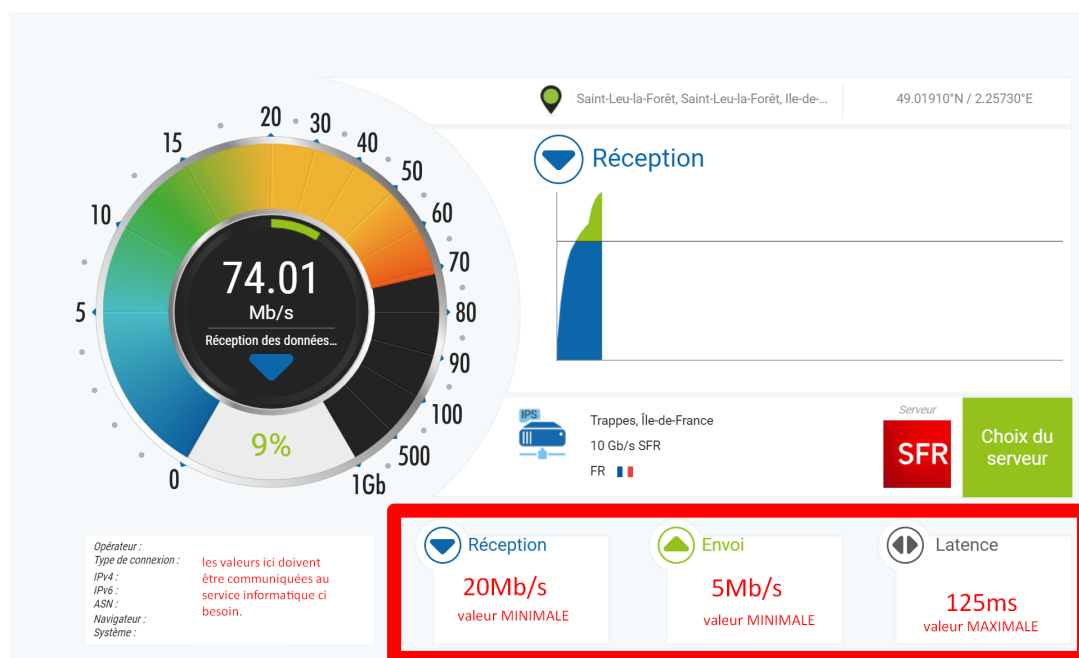 Saint-Leu-la-Forêt, Saint-Leu-la-Forêt, Ile-de-...
49.01910°N / 2.25730°E
Réception
0
5
10
15
20
30
40
50
60
70
80
90
100
500
1Gb
74.01
Mb/s
Réception des données...
9%
IPS
Trappes, Île-de-France
10 Gb/s SFR
FR
Serveur
SFR
Choix du
serveur
Opérateur :
Type de connexion :
IPv4 :
IPv6 :
ASN :
Navigateur :
Système :
les valeurs ici doivent
être communiquées au
service informatique ci
besoin.
Réception
20Mb/s
valeur MINIMALE
Envoi
5Mb/s
valeur MINIMALE
Latence
125ms
valeur MAXIMALE